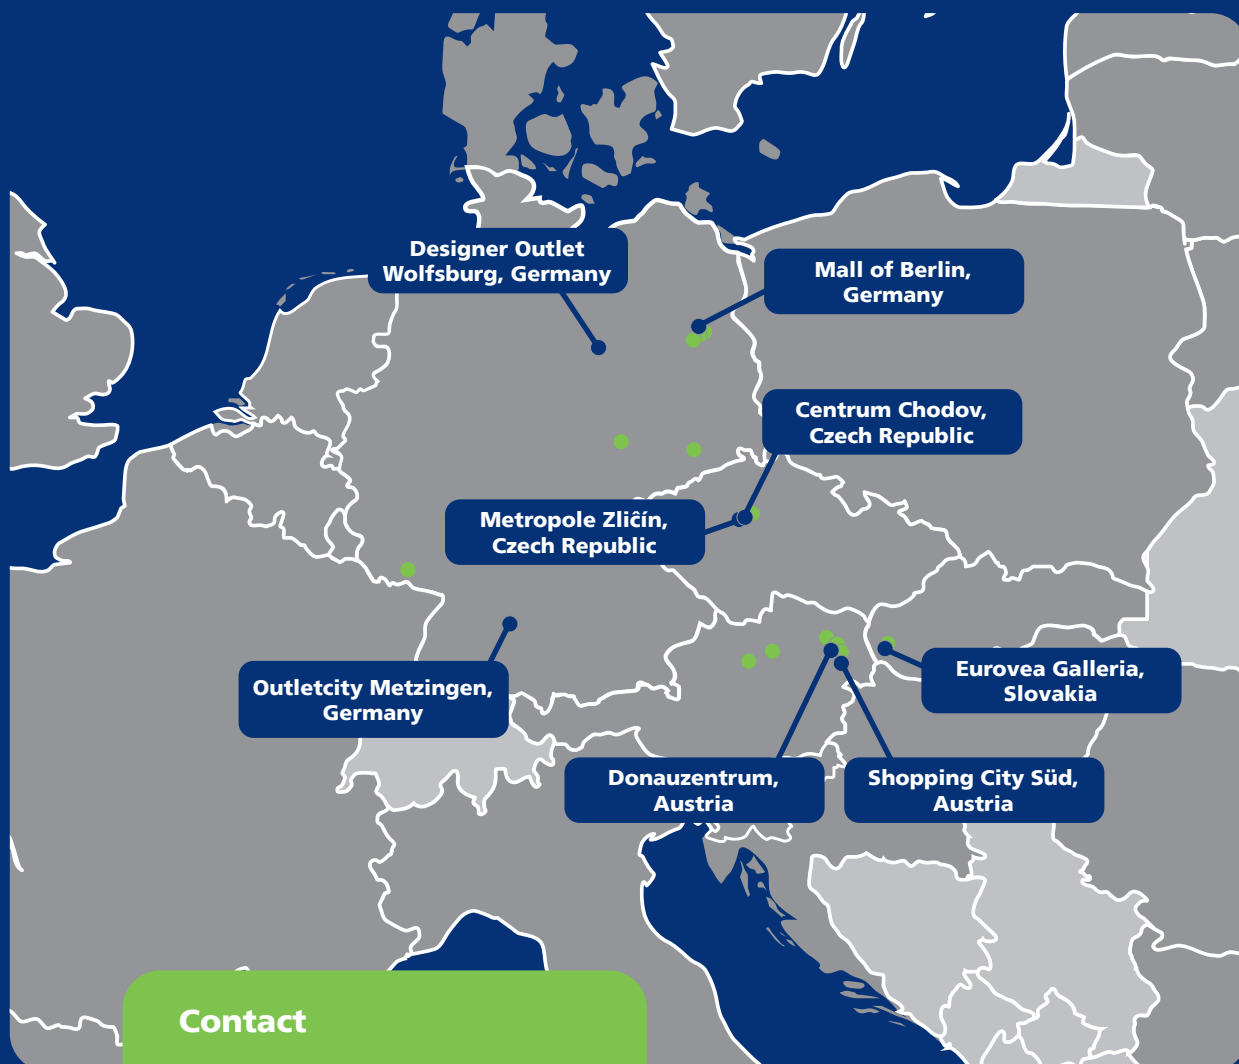 Designer Outlet
Wolfsburg, Germany
Mall of Berlin,
Germany
Centrum Chodov,
Czech Republic
Metropole Zliĉín,
Czech Republic
Outletcity Metzingen,
Germany
Eurovea Galleria,
Slovakia
Donauzentrum,
Austria
Shopping City Süd,
Austria
Contact